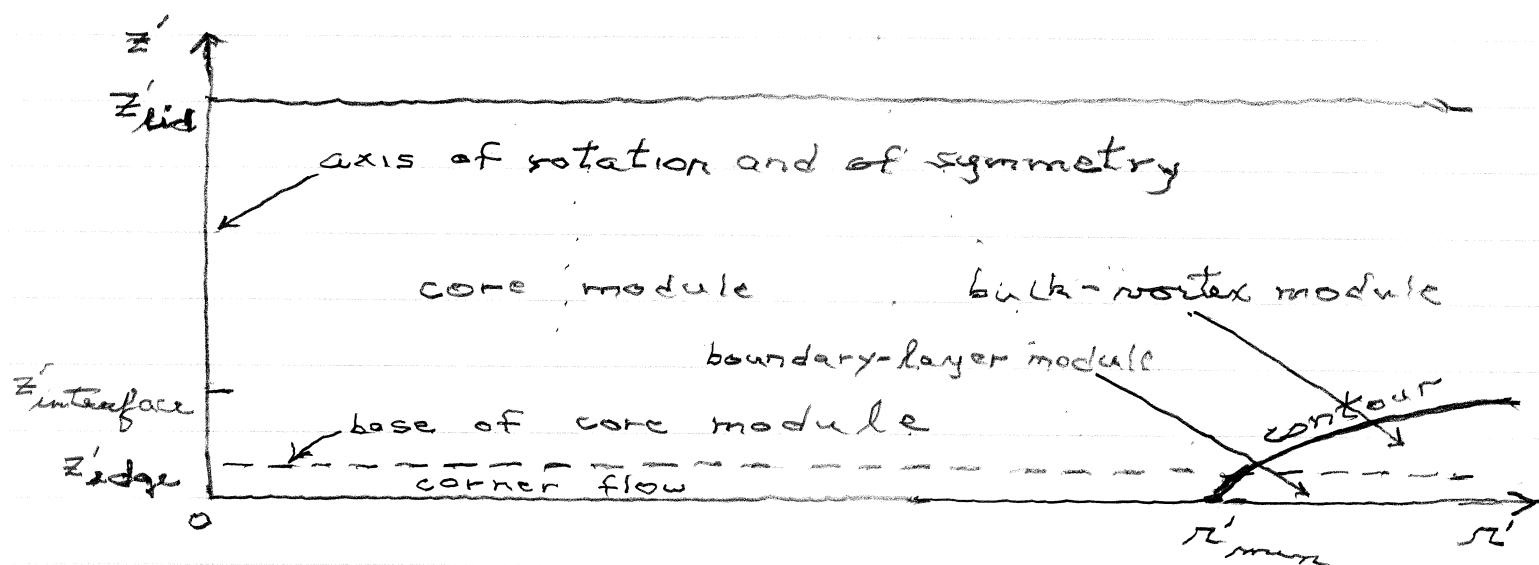 z'
z'lid
axis of rotation and of symmetry
core module
bulk-vortex module
boundary-layer module
z'interface
contour
base of core module
z'edge
corner flow
0
r'min
r'